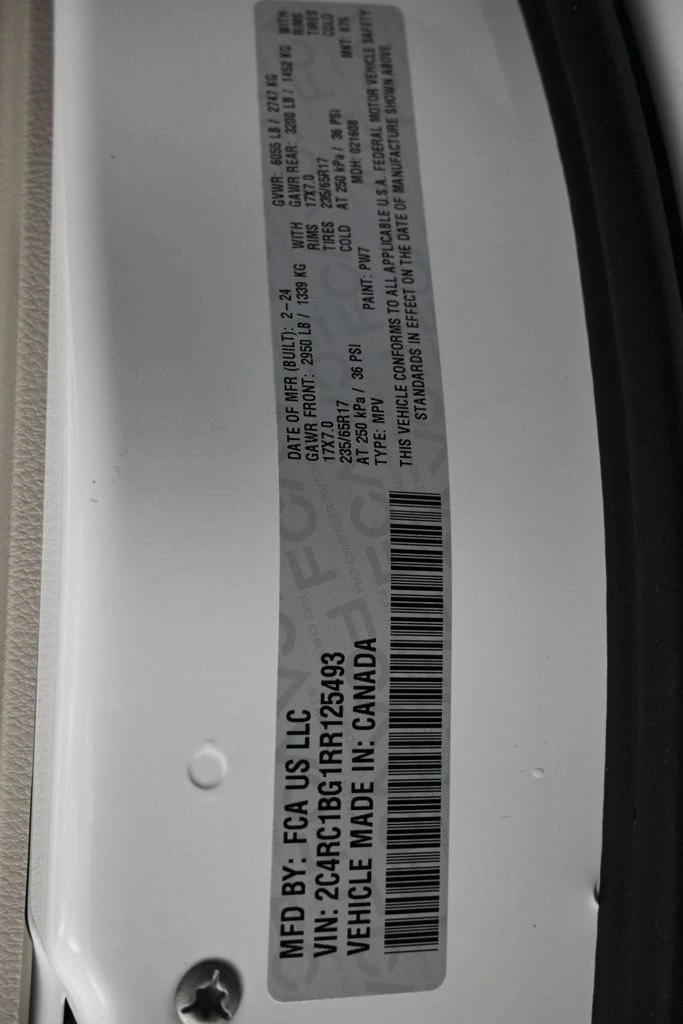 MFD BY: FCA US LLC
VIN: 2C4RC1BG1RR125493
VEHICLE MADE IN: CANADA
DATE OF MFR (BUILT): 2-24
GAWR FRONT: 2950 LB / 1339 KG WITH
17X7.0 RIMS
235/65R17 TIRES
AT 250 kPa / 36 PSI COLD
TYPE: MPV PAINT: PW7
GVWR: 6055 LB / 2747 KG
GAWR REAR: 3200 LB / 1452 KG WITH
17X7.0 RIMS
235/65R17 TIRES
AT 250 kPa / 36 PSI COLD
MDH: 021608 MKT: 875
THIS VEHICLE CONFORMS TO ALL APPLICABLE U.S.A. FEDERAL MOTOR VEHICLE SAFETY
STANDARDS IN EFFECT ON THE DATE OF MANUFACTURE SHOWN ABOVE.